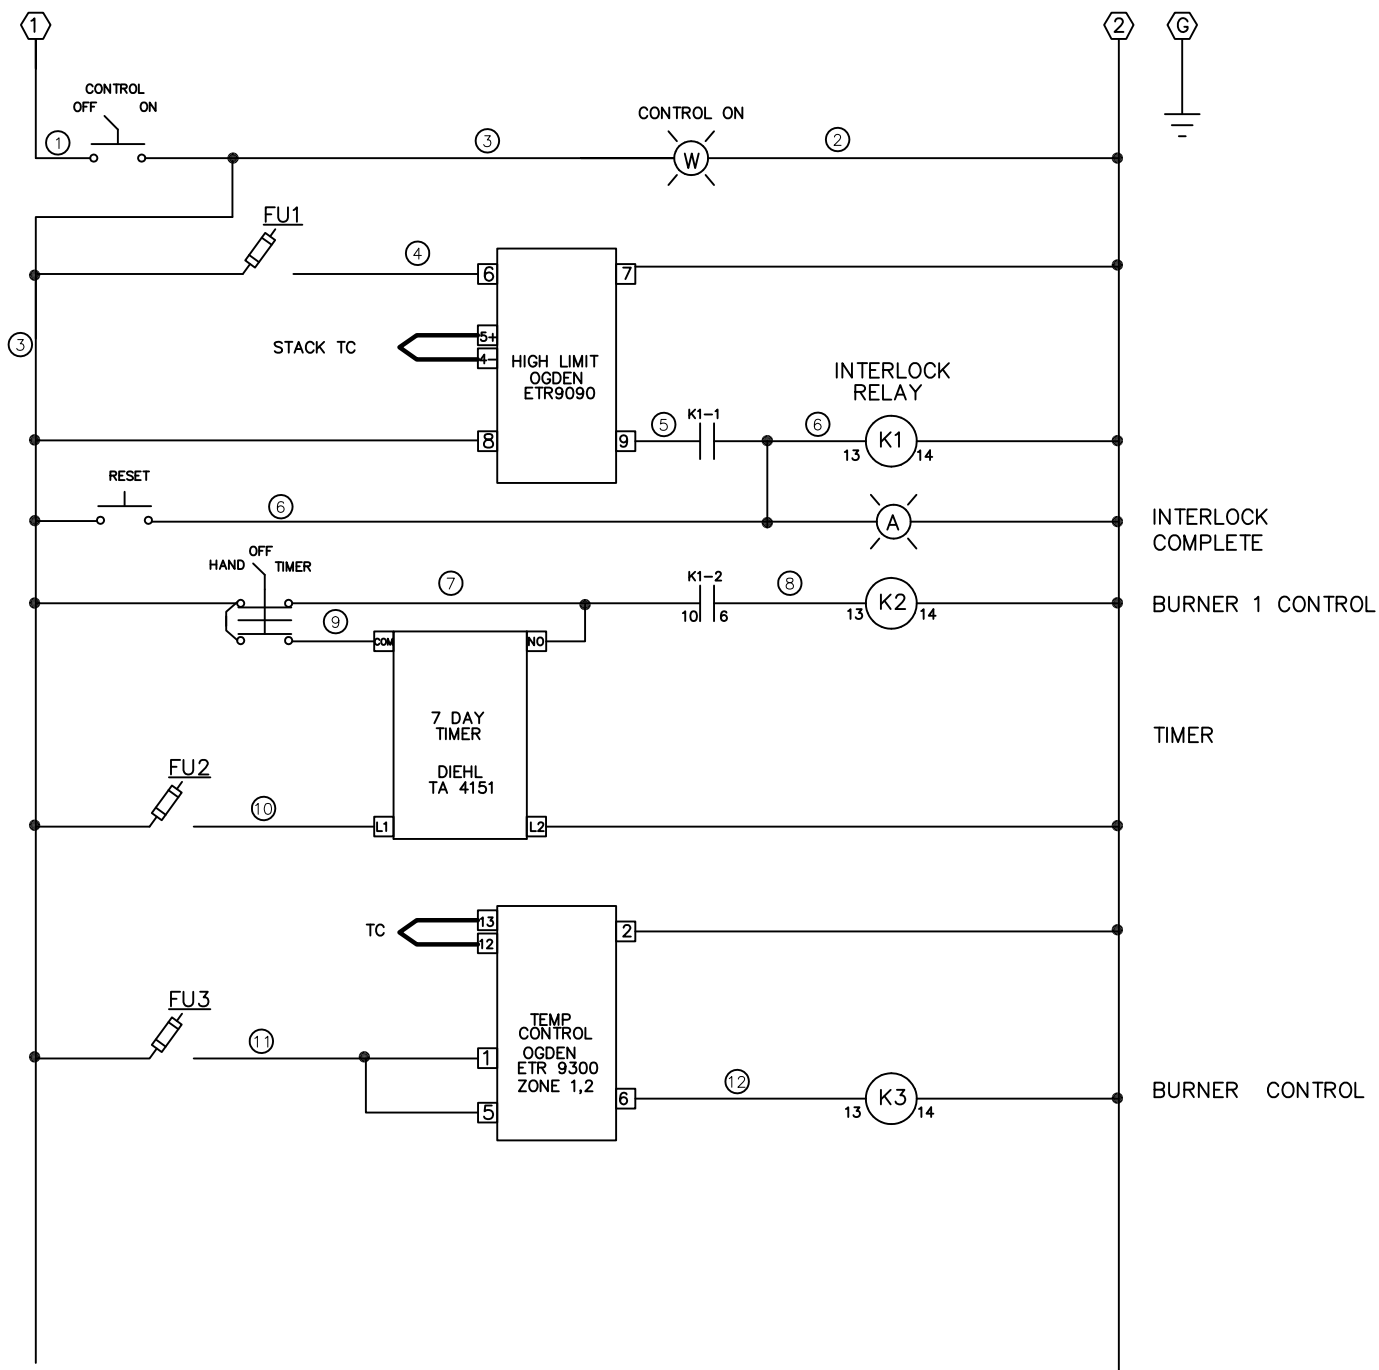 1
2
G
CONTROL
OFF ON
CONTROL ON
1
3
W
2
FU1
4
6
7
3
STACK TC
5+
4-
HIGH LIMIT
OGDEN
ETR9090
INTERLOCK
RELAY
8
9
5
K1-1
6
K1
13
14
RESET
6
A
INTERLOCK
COMPLETE
OFF
HAND TIMER
7
K1-2
10
6
8
K2
13
14
BURNER 1 CONTROL
9
COM
NO
7 DAY
TIMER
DIEHL
TA 4151
TIMER
FU2
10
L1
L2
TC
13
12
2
FU3
11
1
5
TEMP
CONTROL
OGDEN
ETR 9300
ZONE 1,2
6
12
K3
13
14
BURNER CONTROL